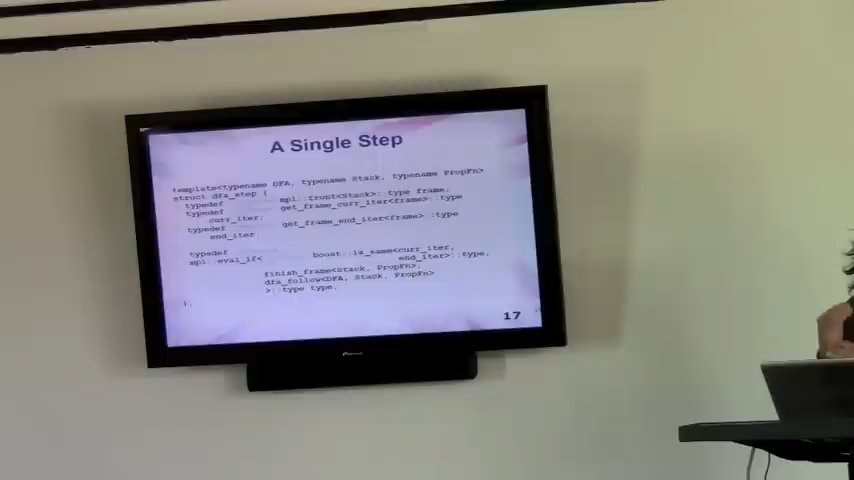 A Single Step
template<typename DFA, typename Stack, typename PropFn>
struct dfa_step {
typedef mpl::front<Stack>::type frame;
typedef get_frame_curr_iter<frame>::type
curr_iter;
typedef get_frame_end_iter<frame>::type
end_iter
typedef boost::is_same<curr_iter,
mpl::eval_if< end_iter>::type,
finish_frame<Stack, PropFn>,
dfa_follow<DFA, Stack, PropFn>
>::type type;
};
17